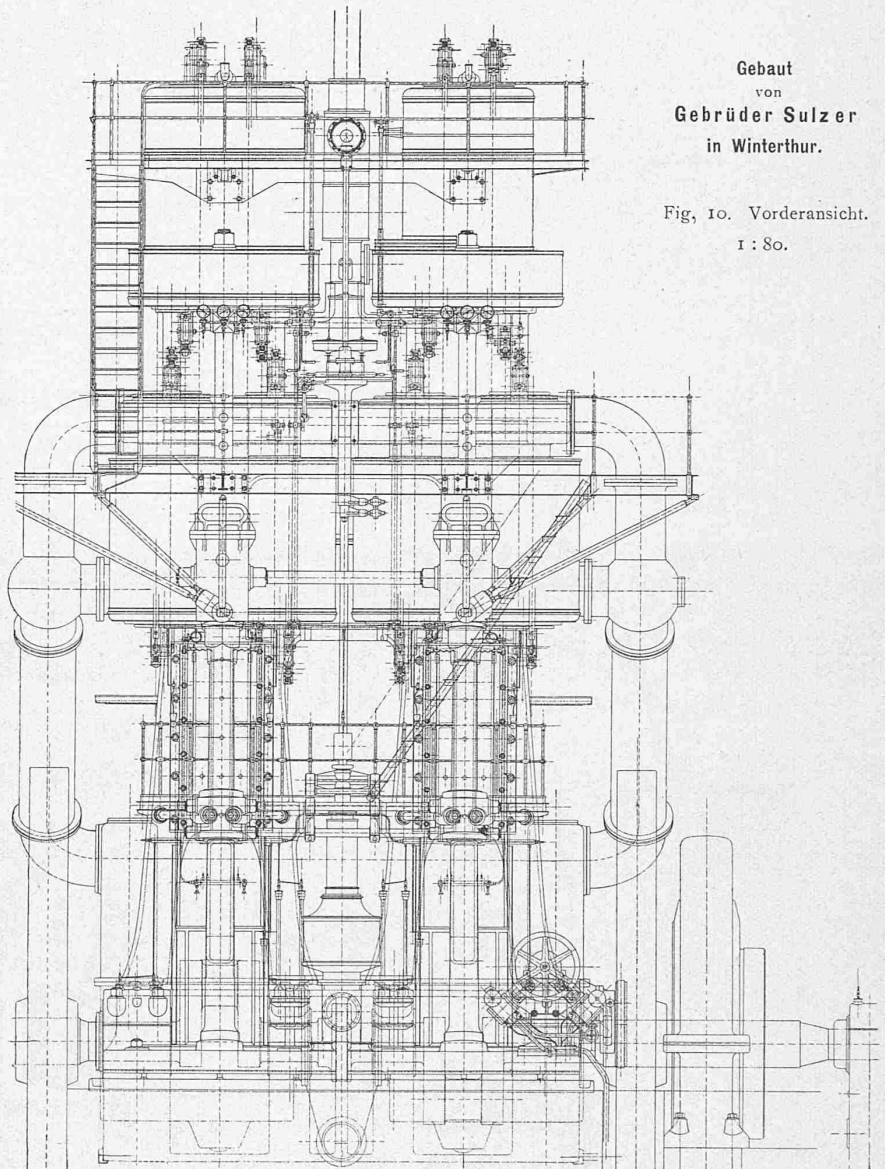 Gebaut
von
Gebrüder Sulzer
in Winterthur.
Fig, 10. Vorderansicht.
1 : 80.